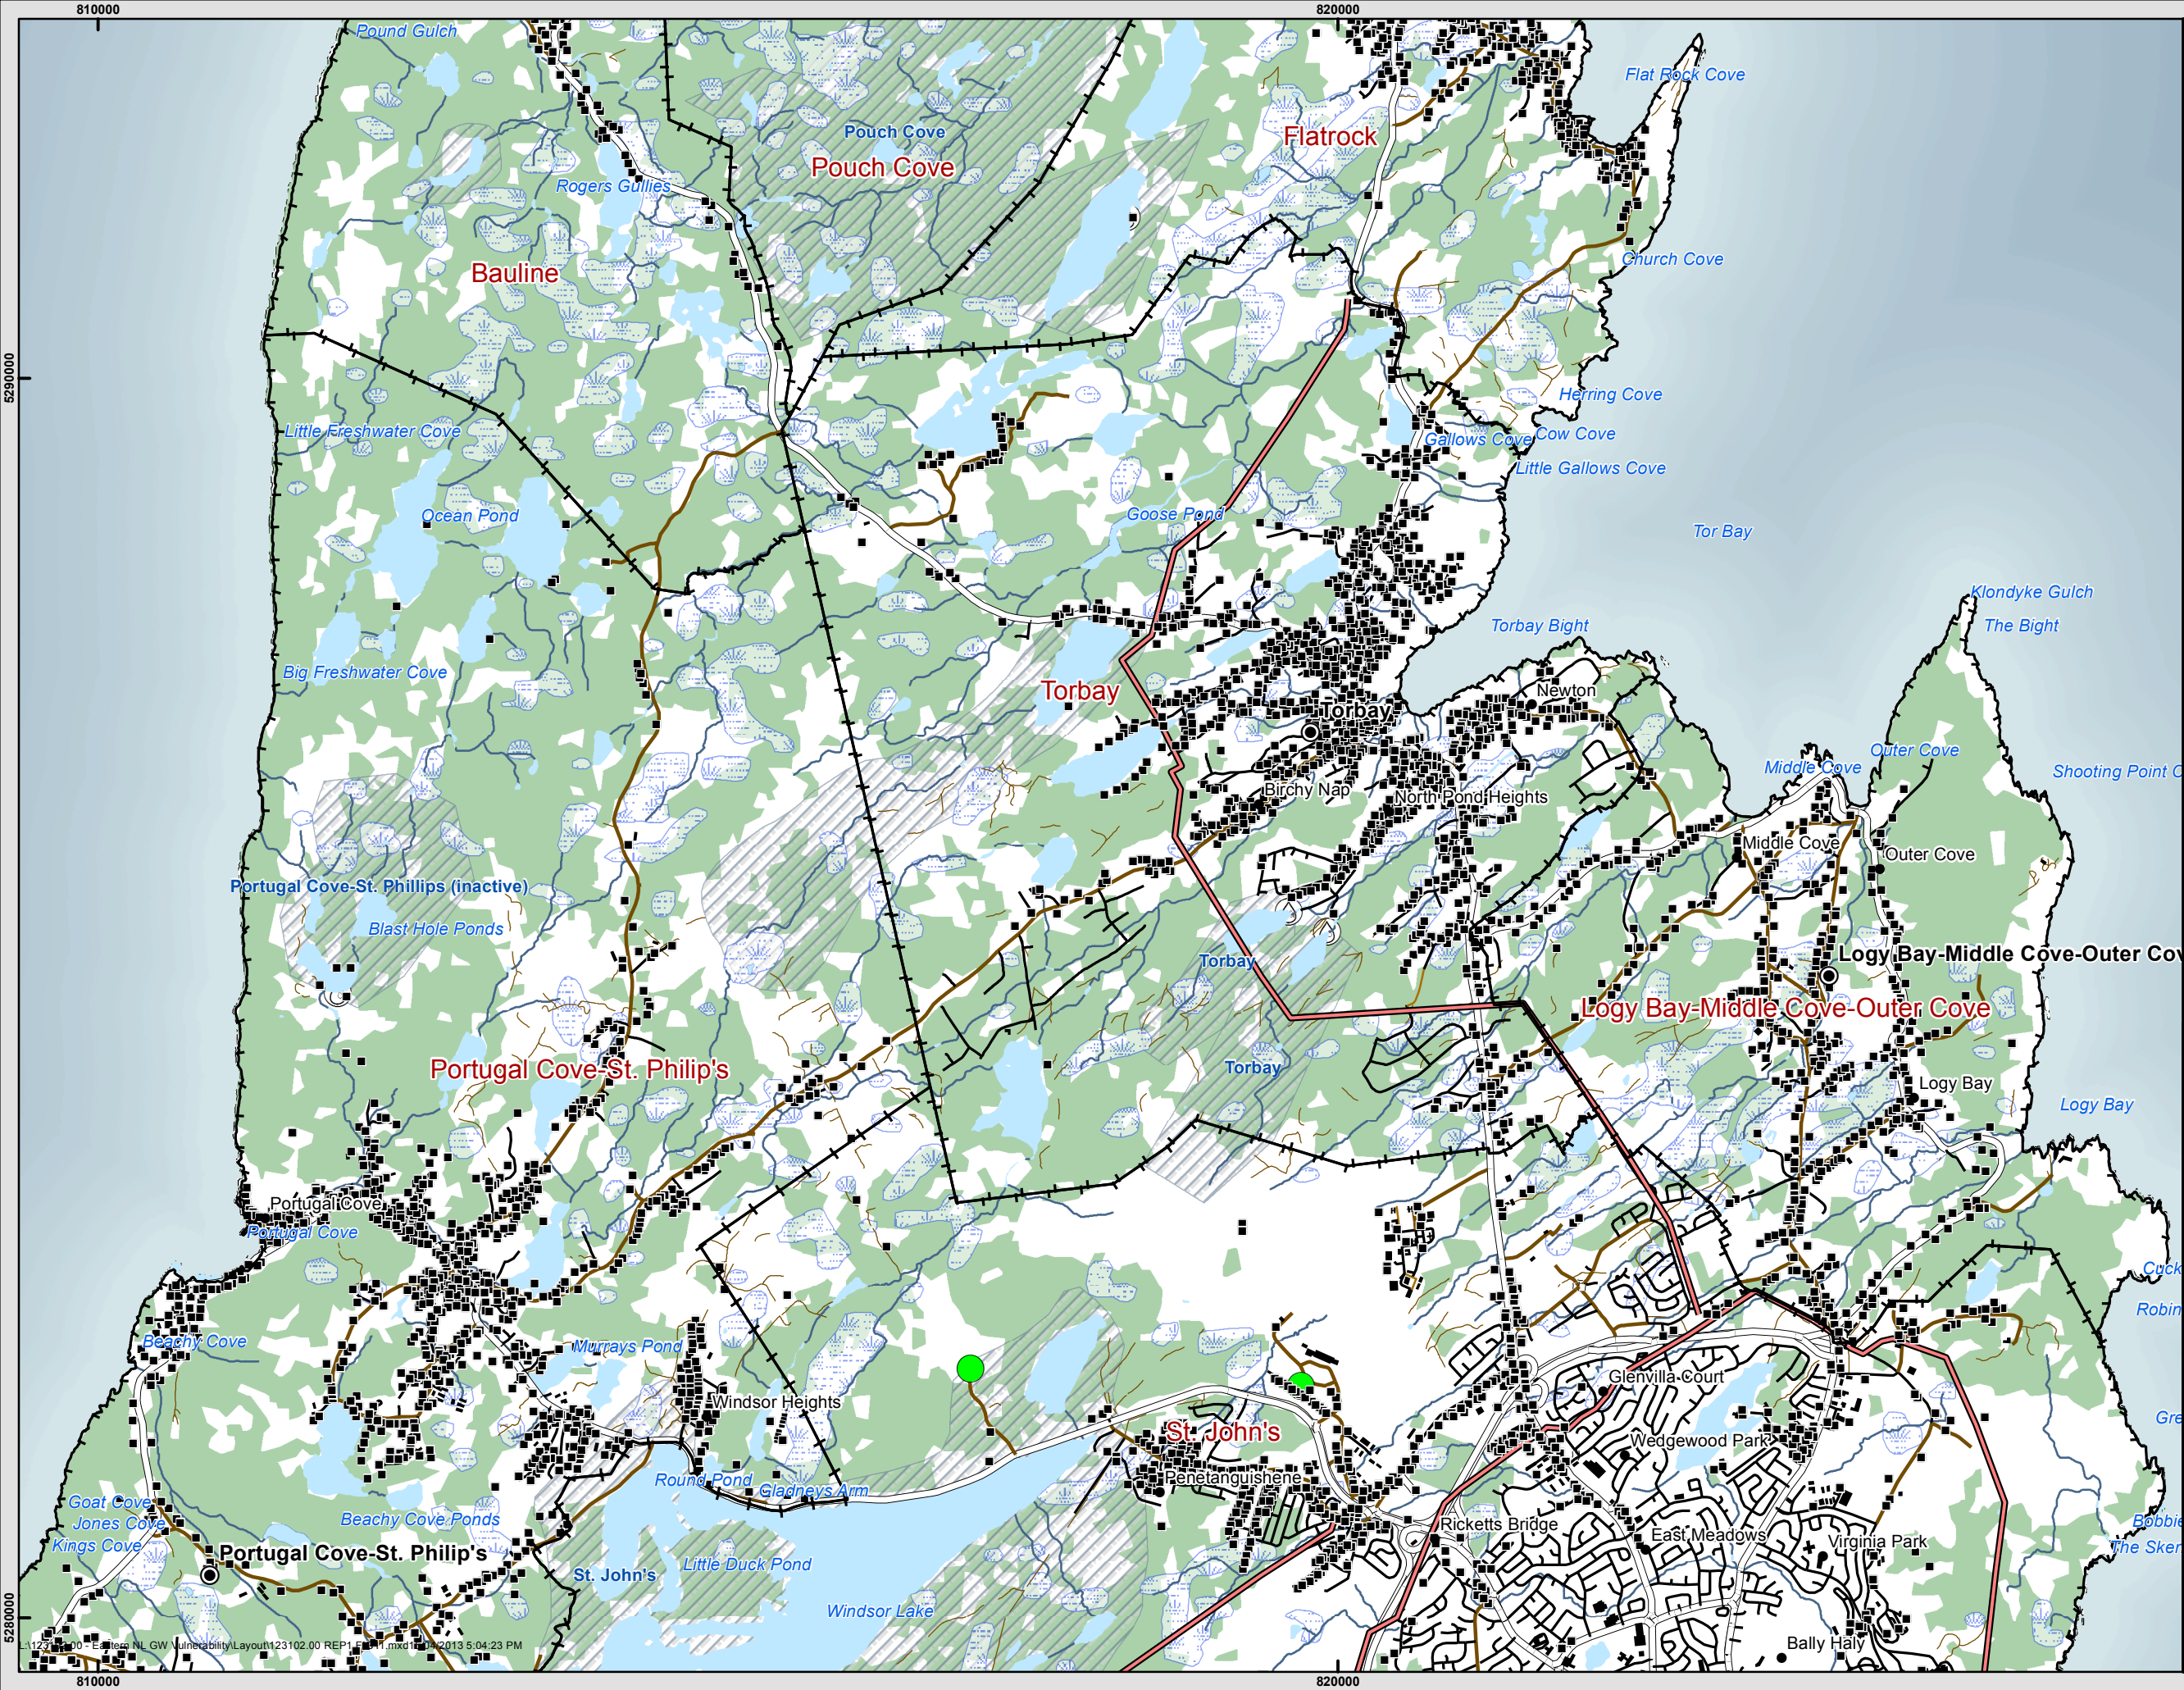 810000
820000
Pound Gulch
Flat Rock Cove
Pouch Cove
Flatrock
Pouch Cove
Rogers Gullies
Church Cove
Bauline
5290000
Herring Cove
Little Freshwater Cove
Gallows Cove
Cow Cove
Little Gallows Cove
Ocean Pond
Goose Pond
Tor Bay
Klondyke Gulch
Torbay Bight
The Bight
Big Freshwater Cove
Torbay
Newton
Torbay
Outer Cove
Middle Cove
Shooting Point C
Birchy Nap
North Pond Heights
Middle Cove
Outer Cove
Portugal Cove-St. Phillips (inactive)
Blast Hole Ponds
Logy Bay-Middle Cove-Outer Cov
Torbay
Logy Bay-Middle Cove-Outer Cove
Portugal Cove-St. Philip's
Torbay
Logy Bay
Logy Bay
Portugal Cove
Portugal Cove
Cuck
Robin
Beachy Cove
Murrays Pond
Glenvilla Court
Windsor Heights
Gre
St. John's
Wedgewood Park
Penetanguishene
Round Pond
Gladneys Arm
Goat Cove
Jones Cove
Beachy Cove Ponds
Ricketts Bridge
Bobbie
East Meadows
Virginia Park
Kings Cove
The Sker
Portugal Cove-St. Philip's
Little Duck Pond
St. John's
Windsor Lake
5280000
Bally Haly
810000
820000